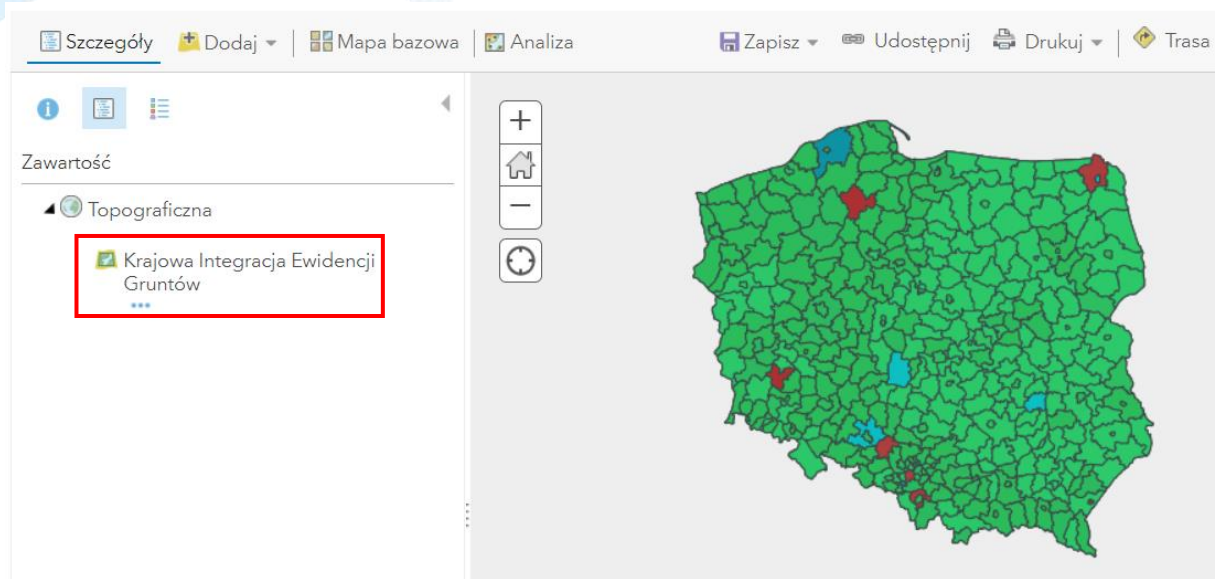 Szczegóły Dodaj Mapa bazowa Analiza Zapisz Udostępnij Drukuj Trasa
Zawartość
Topograficzna
Krajowa Integracja Ewidencji
Gruntów